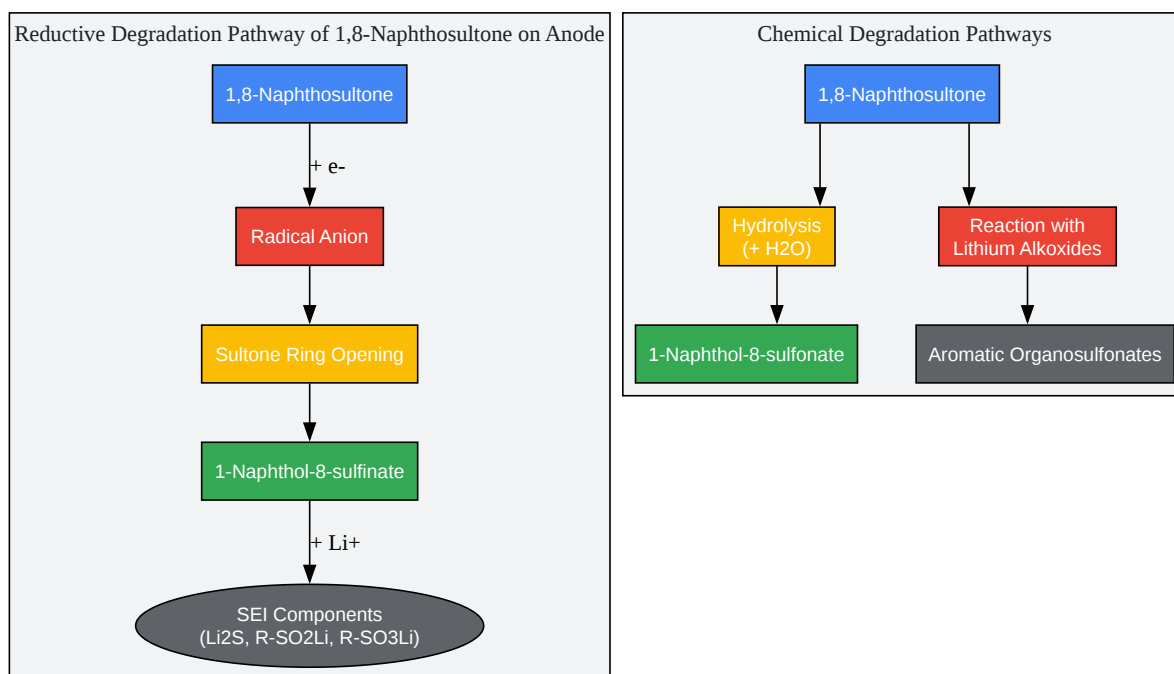 Reductive Degradation Pathway of 1,8-Naphthosultone on Anode
1,8-Naphthosultone
+ e-
Radical Anion
Sultone Ring Opening
1-Naphthol-8-sulfinate
+ Li+
SEI Components
(Li2S, R-SO2Li, R-SO3Li)
Chemical Degradation Pathways
1,8-Naphthosultone
Hydrolysis
(+ H2O)
Reaction with
Lithium Alkoxides
1-Naphthol-8-sulfonate
Aromatic Organosulfonates